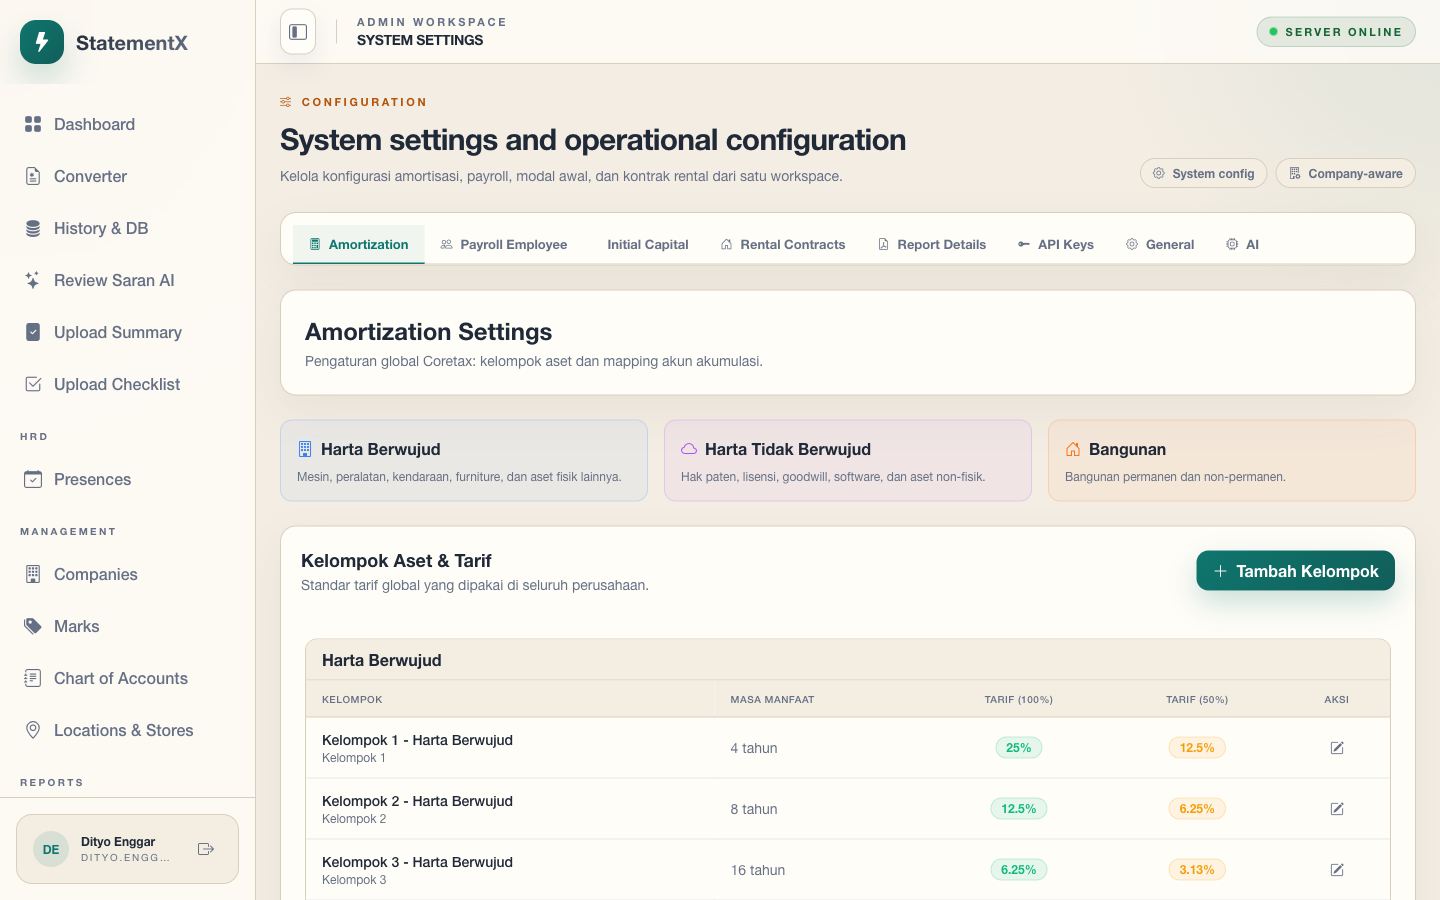 StatementX
Dashboard
Converter
History & DB
Review Saran AI
Upload Summary
Upload Checklist
HRD
Presences
MANAGEMENT
Companies
Marks
Chart of Accounts
Locations & Stores
REPORTS
DE
Dityo Enggar
DITYO.ENGG...
ADMIN WORKSPACE
SYSTEM SETTINGS
SERVER ONLINE
CONFIGURATION
System settings and operational configuration
Kelola konfigurasi amortisasi, payroll, modal awal, dan kontrak rental dari satu workspace.
System config
Company-aware
Amortization
Payroll Employee
Initial Capital
Rental Contracts
Report Details
API Keys
General
AI
Amortization Settings
Pengaturan global Coretax: kelompok aset dan mapping akun akumulasi.
Harta Berwujud
Mesin, peralatan, kendaraan, furniture, dan aset fisik lainnya.
Harta Tidak Berwujud
Hak paten, lisensi, goodwill, software, dan aset non-fisik.
Bangunan
Bangunan permanen dan non-permanen.
Kelompok Aset & Tarif
Standar tarif global yang dipakai di seluruh perusahaan.
Tambah Kelompok
Harta Berwujud
KELOMPOK MASA MANFAAT TARIF (100%) TARIF (50%) AKSI
Kelompok 1 - Harta Berwujud
Kelompok 1
4 tahun 25% 12.5%
Kelompok 2 - Harta Berwujud
Kelompok 2
8 tahun 12.5% 6.25%
Kelompok 3 - Harta Berwujud
Kelompok 3
16 tahun 6.25% 3.13%